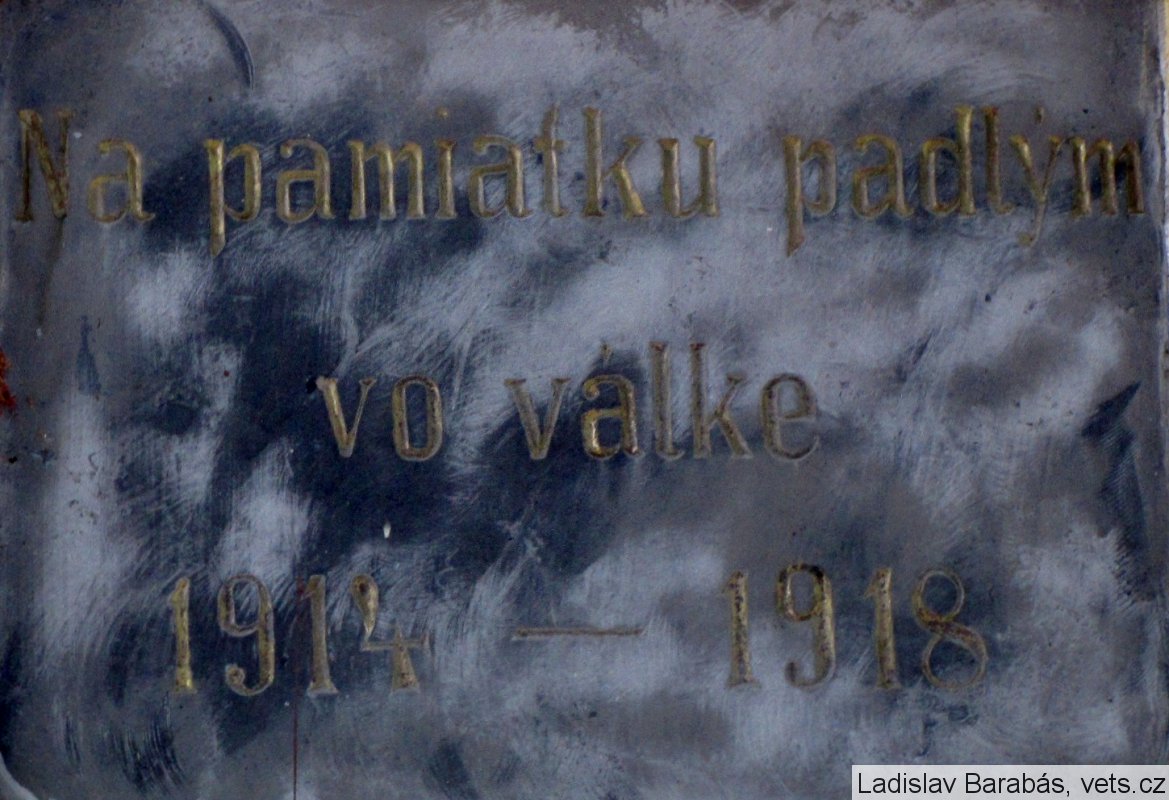 Na pamiatku padlým
vo válke
1914 — 1918
Ladislav Barabás, vets.cz